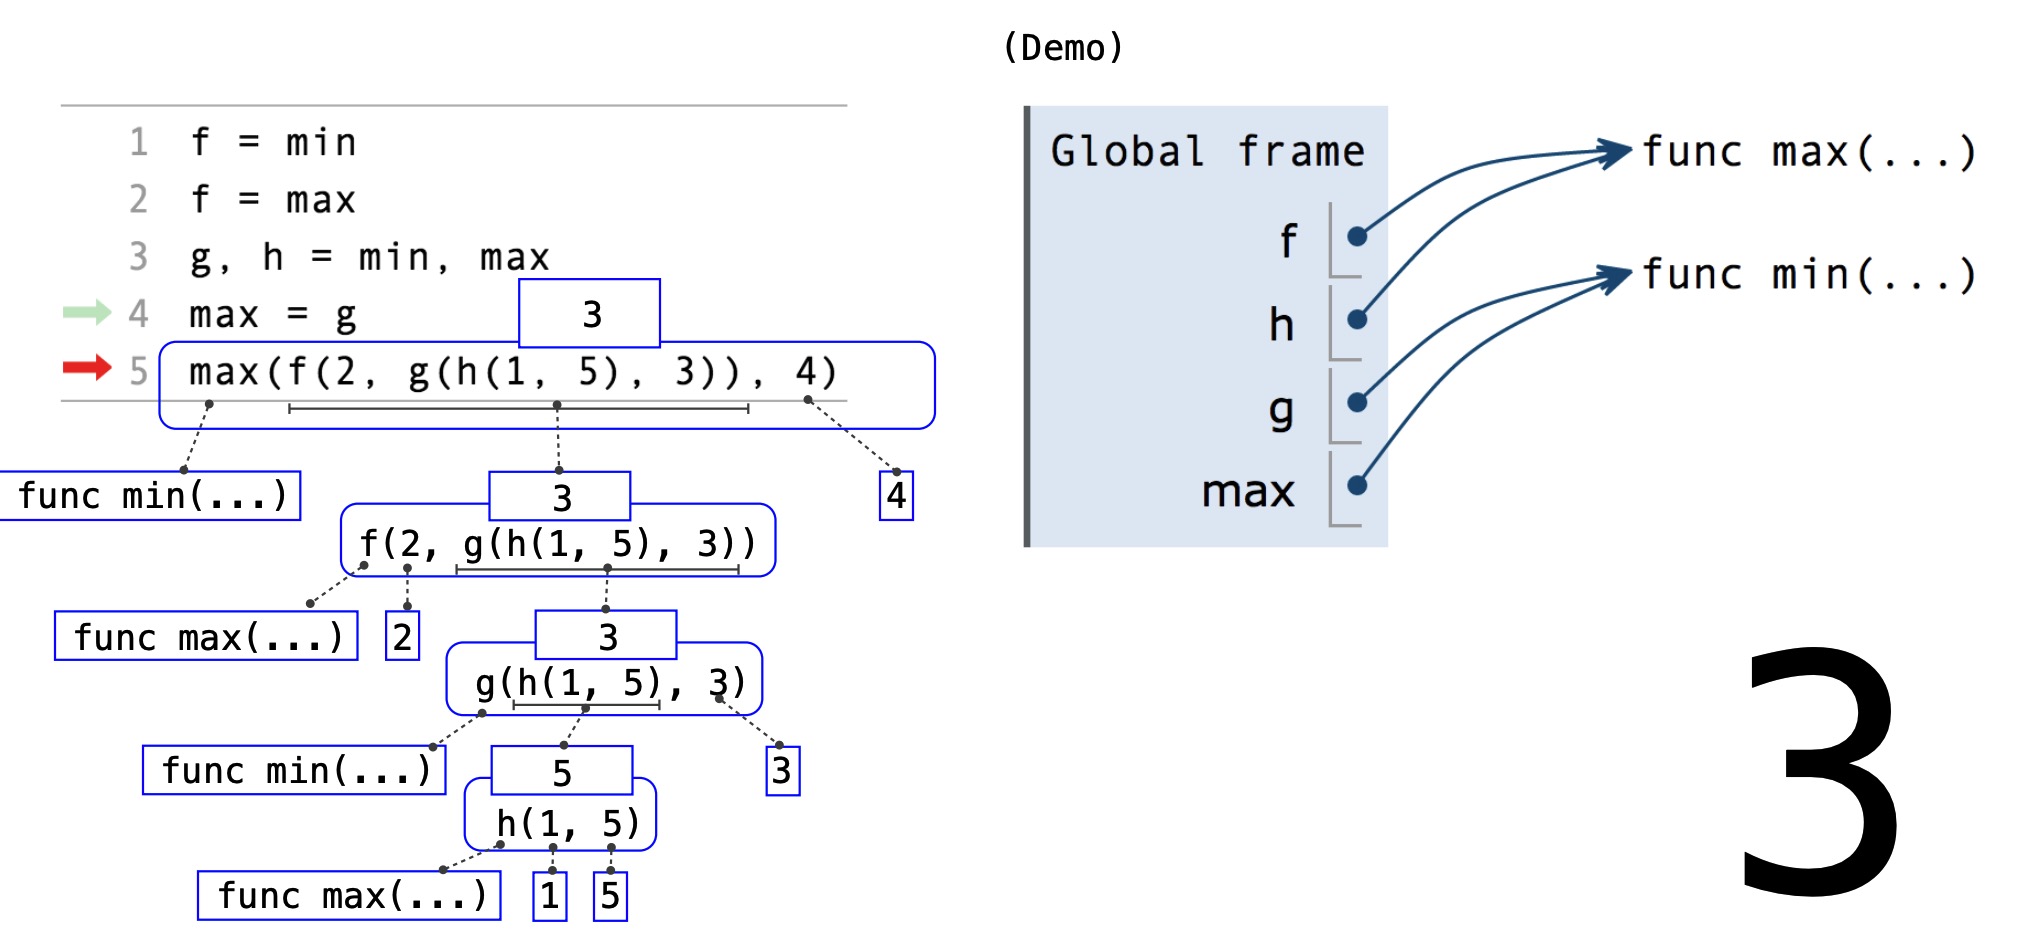 (Demo)
1 f = min
2 f = max
3 g, h = min, max
4 max = g
5 max(f(2, g(h(1, 5), 3)), 4)
3
func min(...)
3
4
f(2, g(h(1, 5), 3))
func max(...)
2
3
g(h(1, 5), 3)
func min(...)
5
3
h(1, 5)
func max(...)
1
5
Global frame
f
h
g
max
func max(...)
func min(...)
3